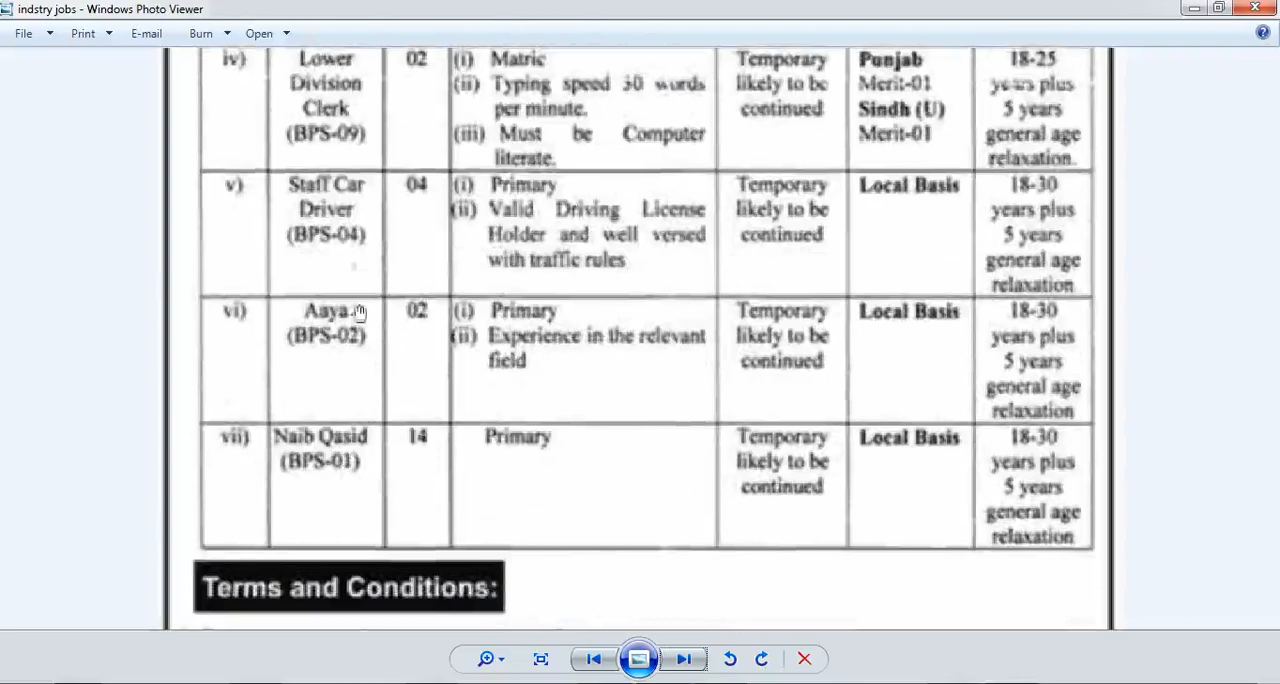 indstry jobs - Windows Photo Viewer
File Print E-mail Burn Open
iv) Lower 02 (i) Matric Temporary Punjab 18-25
Division (ii) Typing speed 30 words likely to be Merit-01 years plus
Clerk per minute. continued Sindh (U) 5 years
(BPS-09) (iii) Must be Computer Merit-01 general age
literate. relaxation.
v) Staff Car 04 (i) Primary Temporary Local Basis 18-30
Driver (ii) Valid Driving License likely to be years plus
(BPS-04) Holder and well versed continued 5 years
with traffic rules general age
relaxation
vi) Aaya 02 (i) Primary Temporary Local Basis 18-30
(BPS-02) (ii) Experience in the relevant likely to be years plus
field continued 5 years
general age
relaxation
vii) Naib Qasid 14 Primary Temporary Local Basis 18-30
(BPS-01) likely to be years plus
continued 5 years
general age
relaxation
Terms and Conditions: